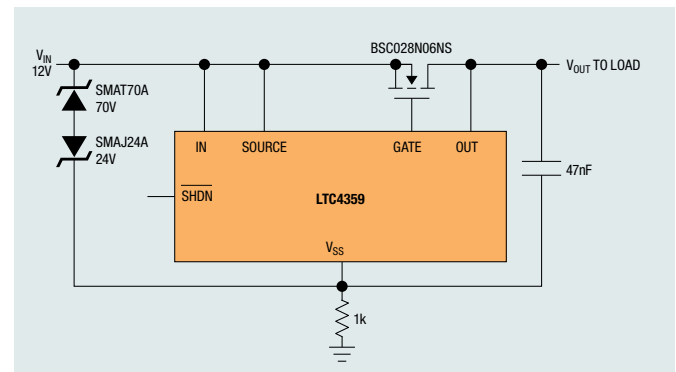 BSC028N06NS
VIN
12V
VOUT TO LOAD
SMAT70A
70V
SMAJ24A
24V
IN
SOURCE
GATE
OUT
47nF
SHDN
LTC4359
VSS
1k